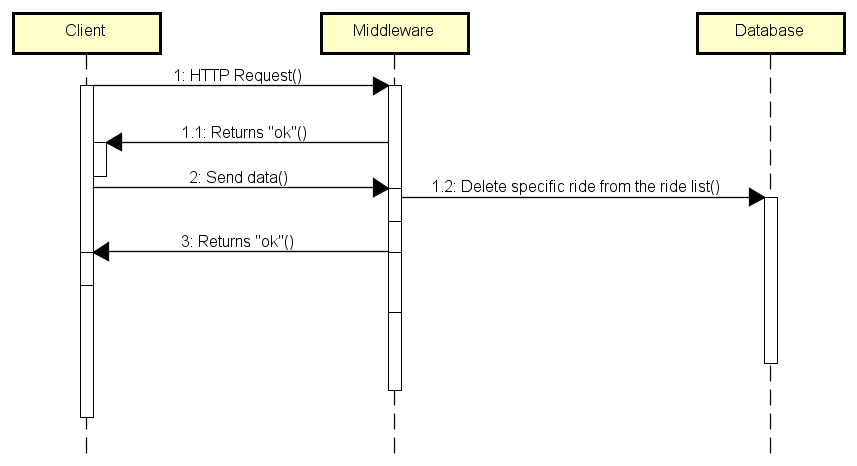 Client
Middleware
Database
1: HTTP Request()
1.1: Returns "ok"()
2: Send data()
1.2: Delete specific ride from the ride list()
3: Returns "ok"()